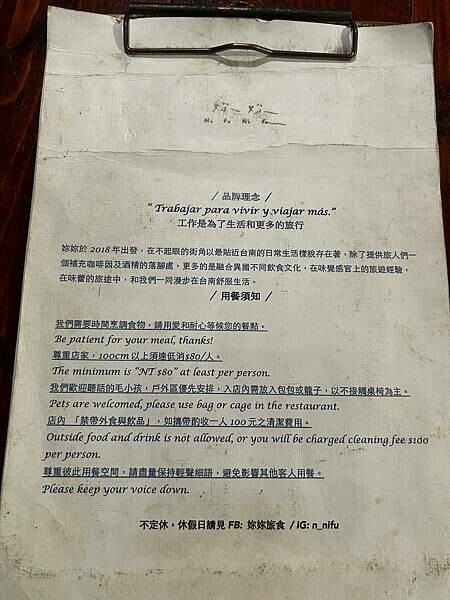 妳一妳一
Ni Fu Ni Fa
/ 品牌理念 /
“ Trabajar para vivir y viajar más.”
工作是為了生活和更多的旅行
妳妳於 2018 年出發，在不起眼的街角以最貼近台南的日常生活樣貌存在著，除了提供旅人們一
個補充咖啡因及酒精的落腳處，更多的是融合異國不同飲食文化，在味覺感官上的旅遊經驗，
在味蕾的旅途中，和我們一同漫步在台南舒服生活。
/ 用餐須知 /
我們需要時間烹調食物，請用愛和耐心等候您的餐點。
Be patient for your meal, thanks!
尊重店家，100cm 以上須達低消$80/人。
The minimum is “NT $80” at least per person.
我們歡迎聽話的毛小孩，戶外區優先安排，入店內需放入包包或籠子，以不接觸桌椅為主。
Pets are welcomed, please use bag or cage in the restaurant.
店內 「禁帶外食與飲品」，如攜帶酌收一人 100 元之清潔費用。
Outside food and drink is not allowed, or you will be charged cleaning fee $100
per person.
尊重彼此用餐空間，請盡量保持輕聲細語，避免影響其他客人用餐。
Please keep your voice down.
不定休，休假日請見 FB: 妳妳旅食 / IG: n_nifu